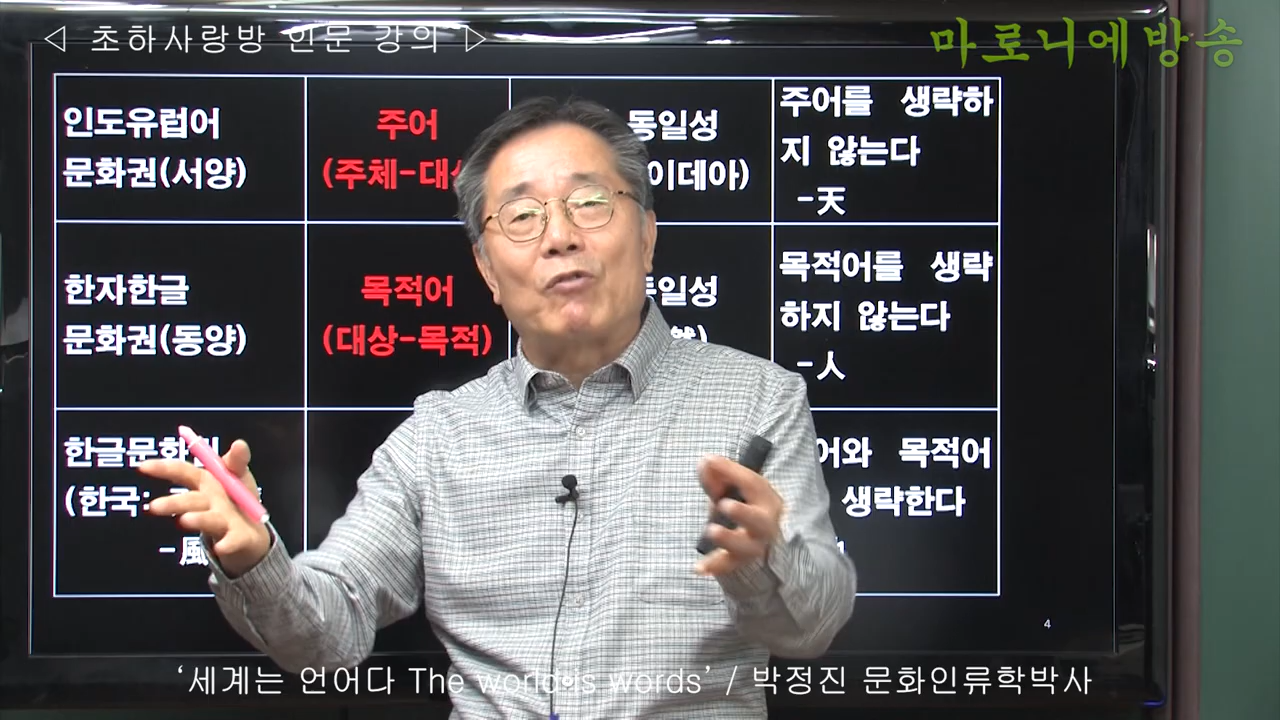 ◁ 초하사랑방 인문 강의 ▷
마로니에방송
인도유럽어
문화권(서양)
주어
(주체-대상
동일성
이데아)
주어를 생략하
지 않는다
-天
한자한글
문화권(동양)
목적어
(대상-목적)
동일성
목적어를 생략
하지 않는다
-人
한글문화권
(한국:
-風
어와 목적어
생략한다
4
‘세계는 언어다 The world is words’ / 박정진 문화인류학박사